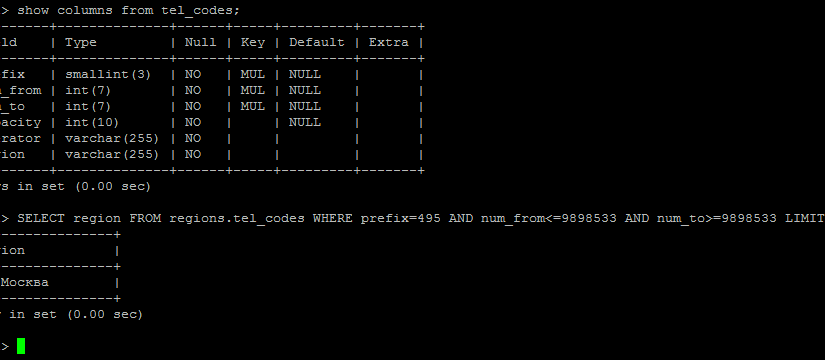 > show columns from tel_codes;
------+--------------+------+-----+---------+-------+
ld | Type | Null | Key | Default | Extra |
------+--------------+------+-----+---------+-------+
fix | smallint(3) | NO | MUL | NULL | |
_from | int(7) | NO | MUL | NULL | |
_to | int(7) | NO | MUL | NULL | |
acity | int(10) | NO | | NULL | |
rator | varchar(255) | NO | | | |
ion | varchar(255) | NO | | | |
------+--------------+------+-----+---------+-------+
s in set (0.00 sec)
> SELECT region FROM regions.tel_codes WHERE prefix=495 AND num_from<=9898533 AND num_to>=9898533 LIMIT
--------------+
ion |
--------------+
Москва |
--------------+
in set (0.00 sec)
>